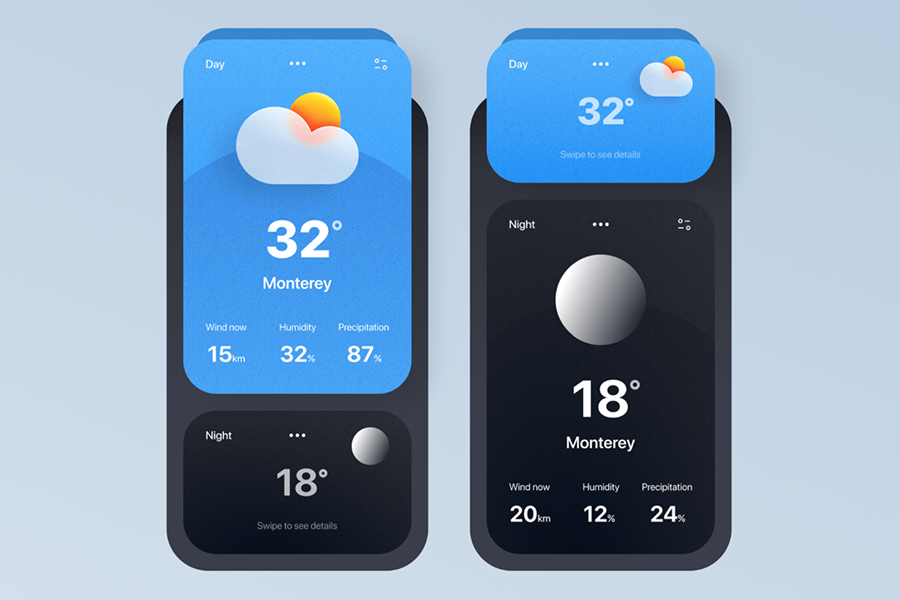 Day
32°
Monterey
Wind now Humidity Precipitation
15km 32% 87%
Night
18°
Swipe to see details
Day
32°
Swipe to see details
Night
18°
Monterey
Wind now Humidity Precipitation
20km 12% 24%